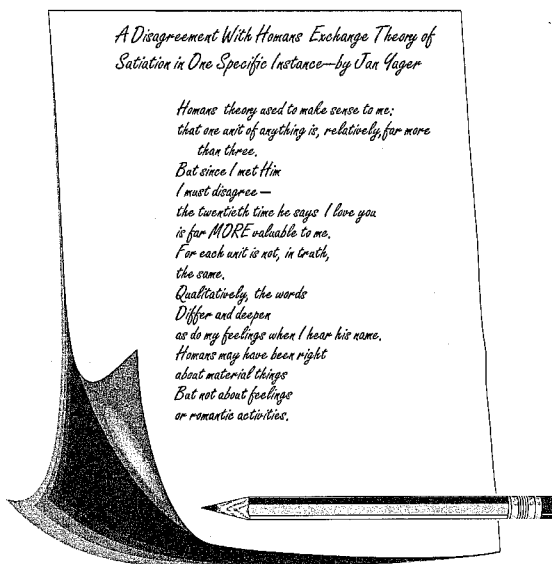 A Disagreement With Homans Exchange Theory of
Satiation in One Specific Instance—by Jan Yager
Homans theory used to make sense to me:
that one unit of anything is, relatively, far more
than three.
But since I met Him
I must disagree —
the twentieth time he says I love you
is far MORE valuable to me.
For each unit is not, in truth,
the same.
Qualitatively, the words
Differ and deepen
as do my feelings when I hear his name.
Homans may have been right
about material things
But not about feelings
or romantic activities.